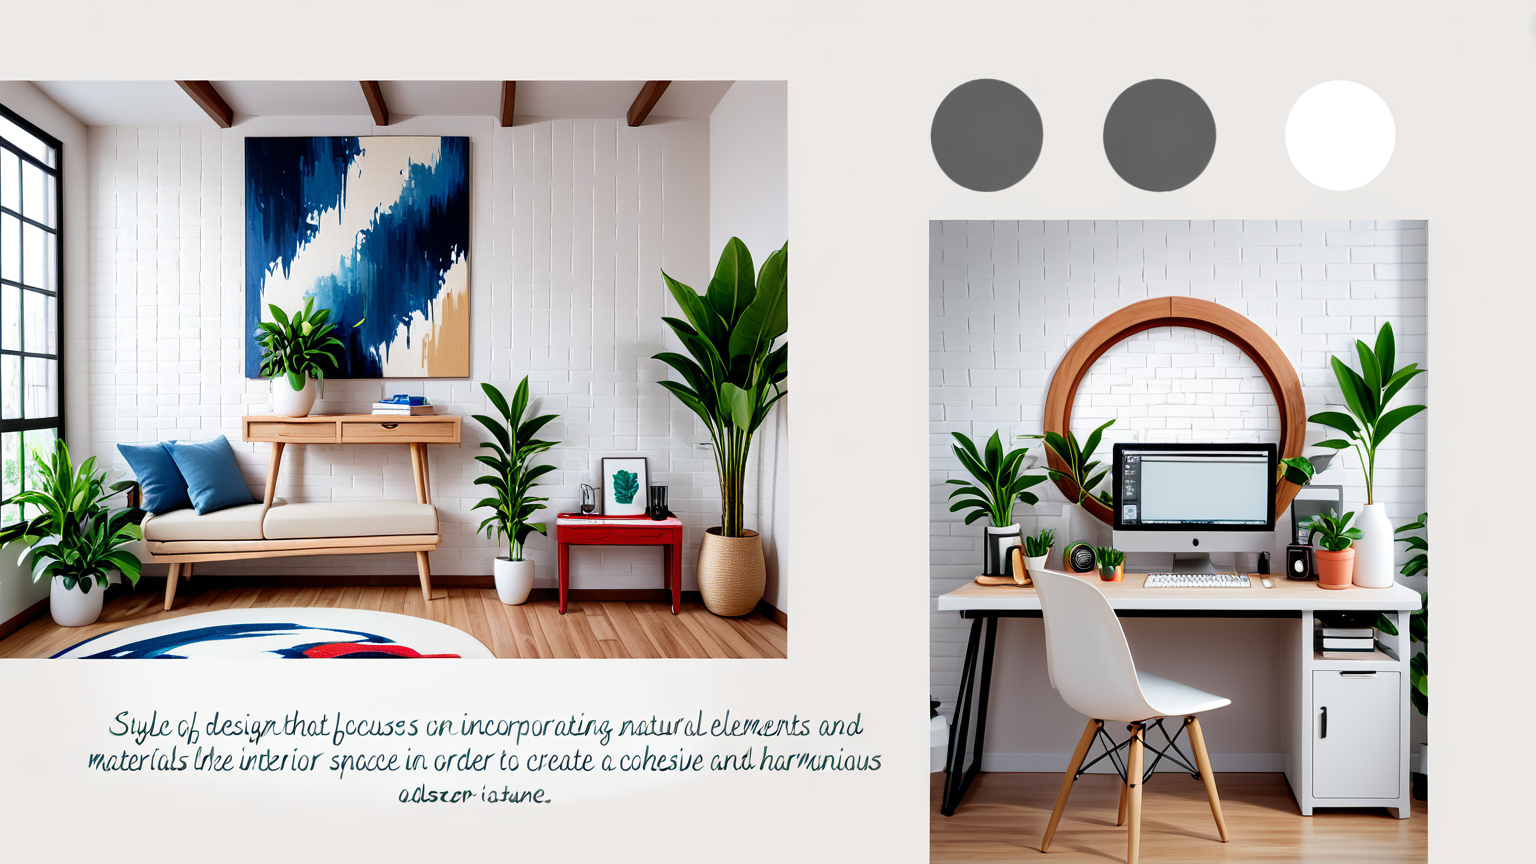 Style of design that focuses on incorporating natural elements and
materials like interior space in order to create a cohesive and harmonious